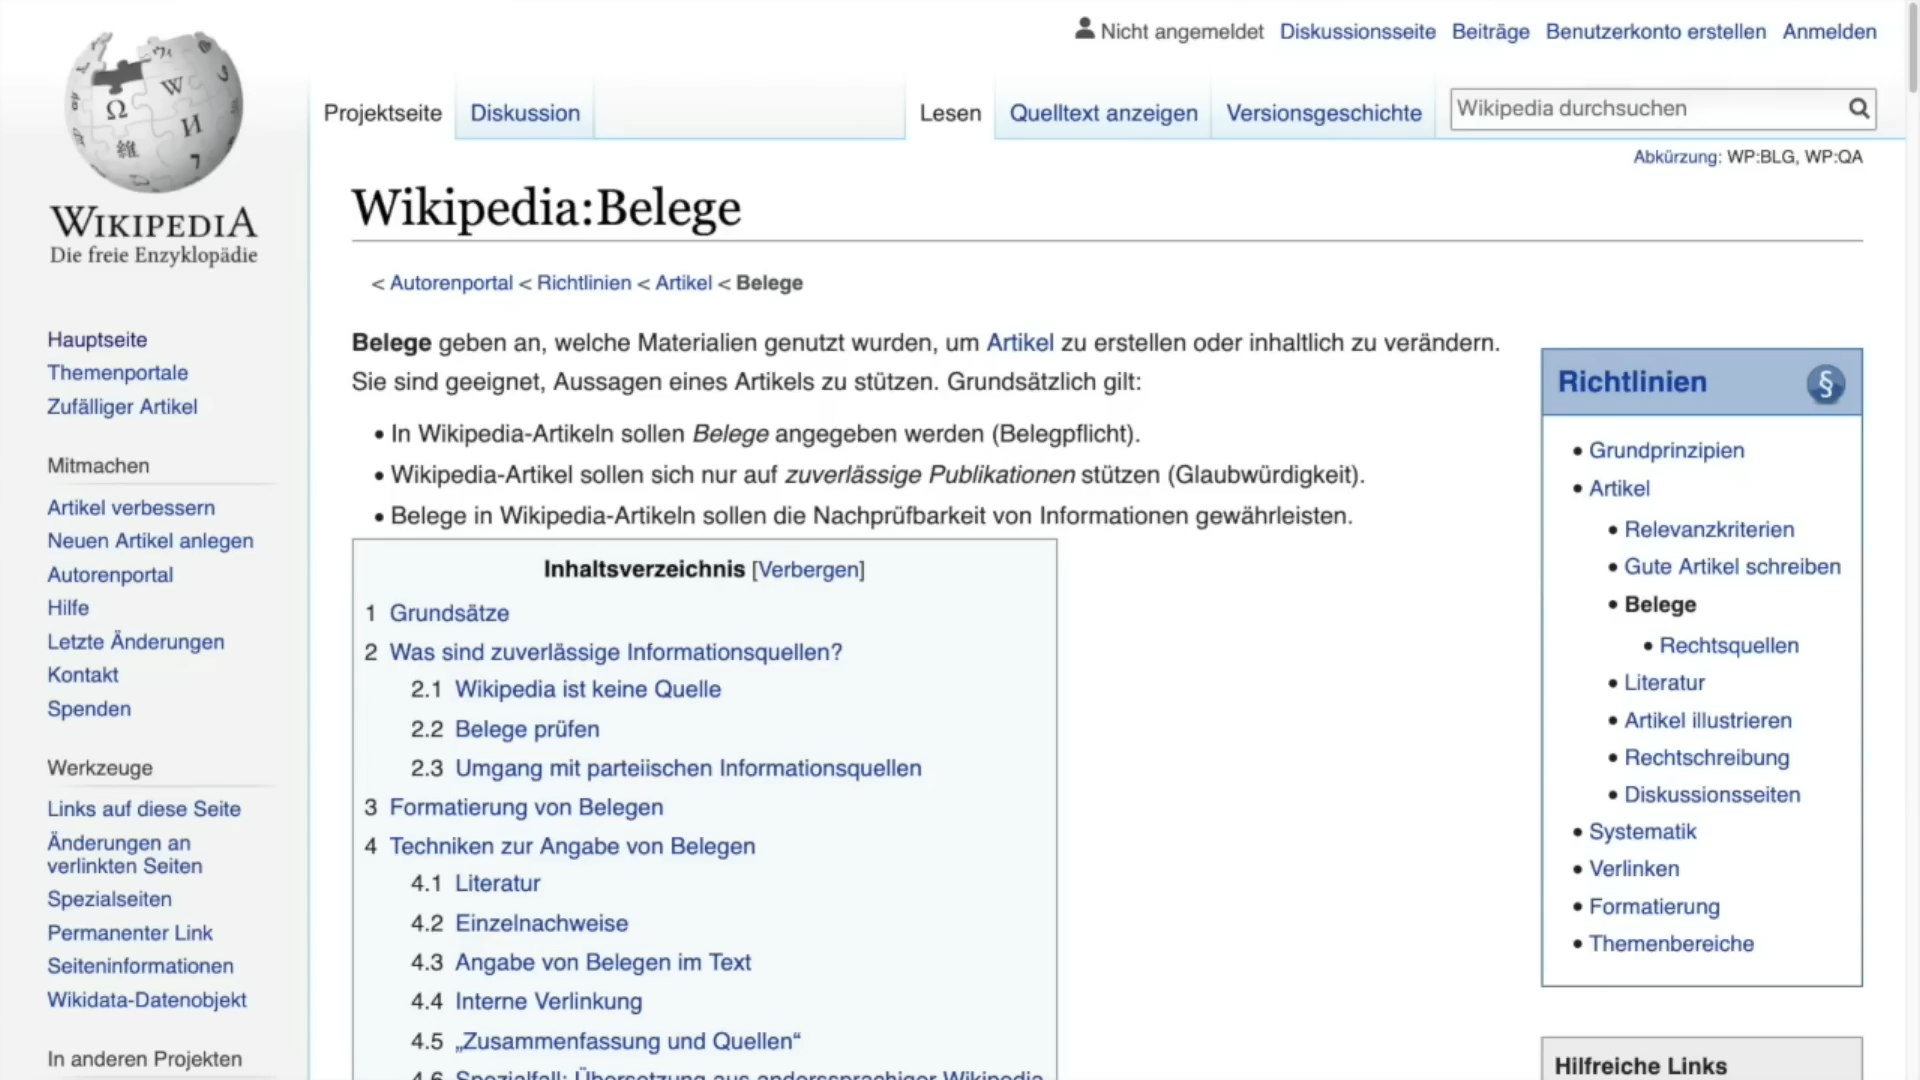 Nicht angemeldet Diskussionsseite Beiträge Benutzerkonto erstellen Anmelden
Projektseite Diskussion Lesen Quelltext anzeigen Versionsgeschichte Wikipedia durchsuchen
Abkürzung: WP:BLG, WP:QA
WIKIPEDIA
Die freie Enzyklopädie
Hauptseite
Themenportale
Zufälliger Artikel
Mitmachen
Artikel verbessern
Neuen Artikel anlegen
Autorenportal
Hilfe
Letzte Änderungen
Kontakt
Spenden
Werkzeuge
Links auf diese Seite
Änderungen an
verlinkten Seiten
Spezialseiten
Permanenter Link
Seiteninformationen
Wikidata-Datenobjekt
In anderen Projekten
Wikipedia:Belege
< Autorenportal < Richtlinien < Artikel < Belege
Belege geben an, welche Materialien genutzt wurden, um Artikel zu erstellen oder inhaltlich zu verändern.
Sie sind geeignet, Aussagen eines Artikels zu stützen. Grundsätzlich gilt:
• In Wikipedia-Artikeln sollen Belege angegeben werden (Belegpflicht).
• Wikipedia-Artikel sollen sich nur auf zuverlässige Publikationen stützen (Glaubwürdigkeit).
• Belege in Wikipedia-Artikeln sollen die Nachprüfbarkeit von Informationen gewährleisten.
Inhaltsverzeichnis [Verbergen]
1 Grundsätze
2 Was sind zuverlässige Informationsquellen?
2.1 Wikipedia ist keine Quelle
2.2 Belege prüfen
2.3 Umgang mit parteiischen Informationsquellen
3 Formatierung von Belegen
4 Techniken zur Angabe von Belegen
4.1 Literatur
4.2 Einzelnachweise
4.3 Angabe von Belegen im Text
4.4 Interne Verlinkung
4.5 „Zusammenfassung und Quellen“
4.6 Spezialfall: Übersetzung aus anderssprachiger Wikipedia
Richtlinien §
• Grundprinzipien
• Artikel
• Relevanzkriterien
• Gute Artikel schreiben
• Belege
• Rechtsquellen
• Literatur
• Artikel illustrieren
• Rechtschreibung
• Diskussionsseiten
• Systematik
• Verlinken
• Formatierung
• Themenbereiche
Hilfreiche Links